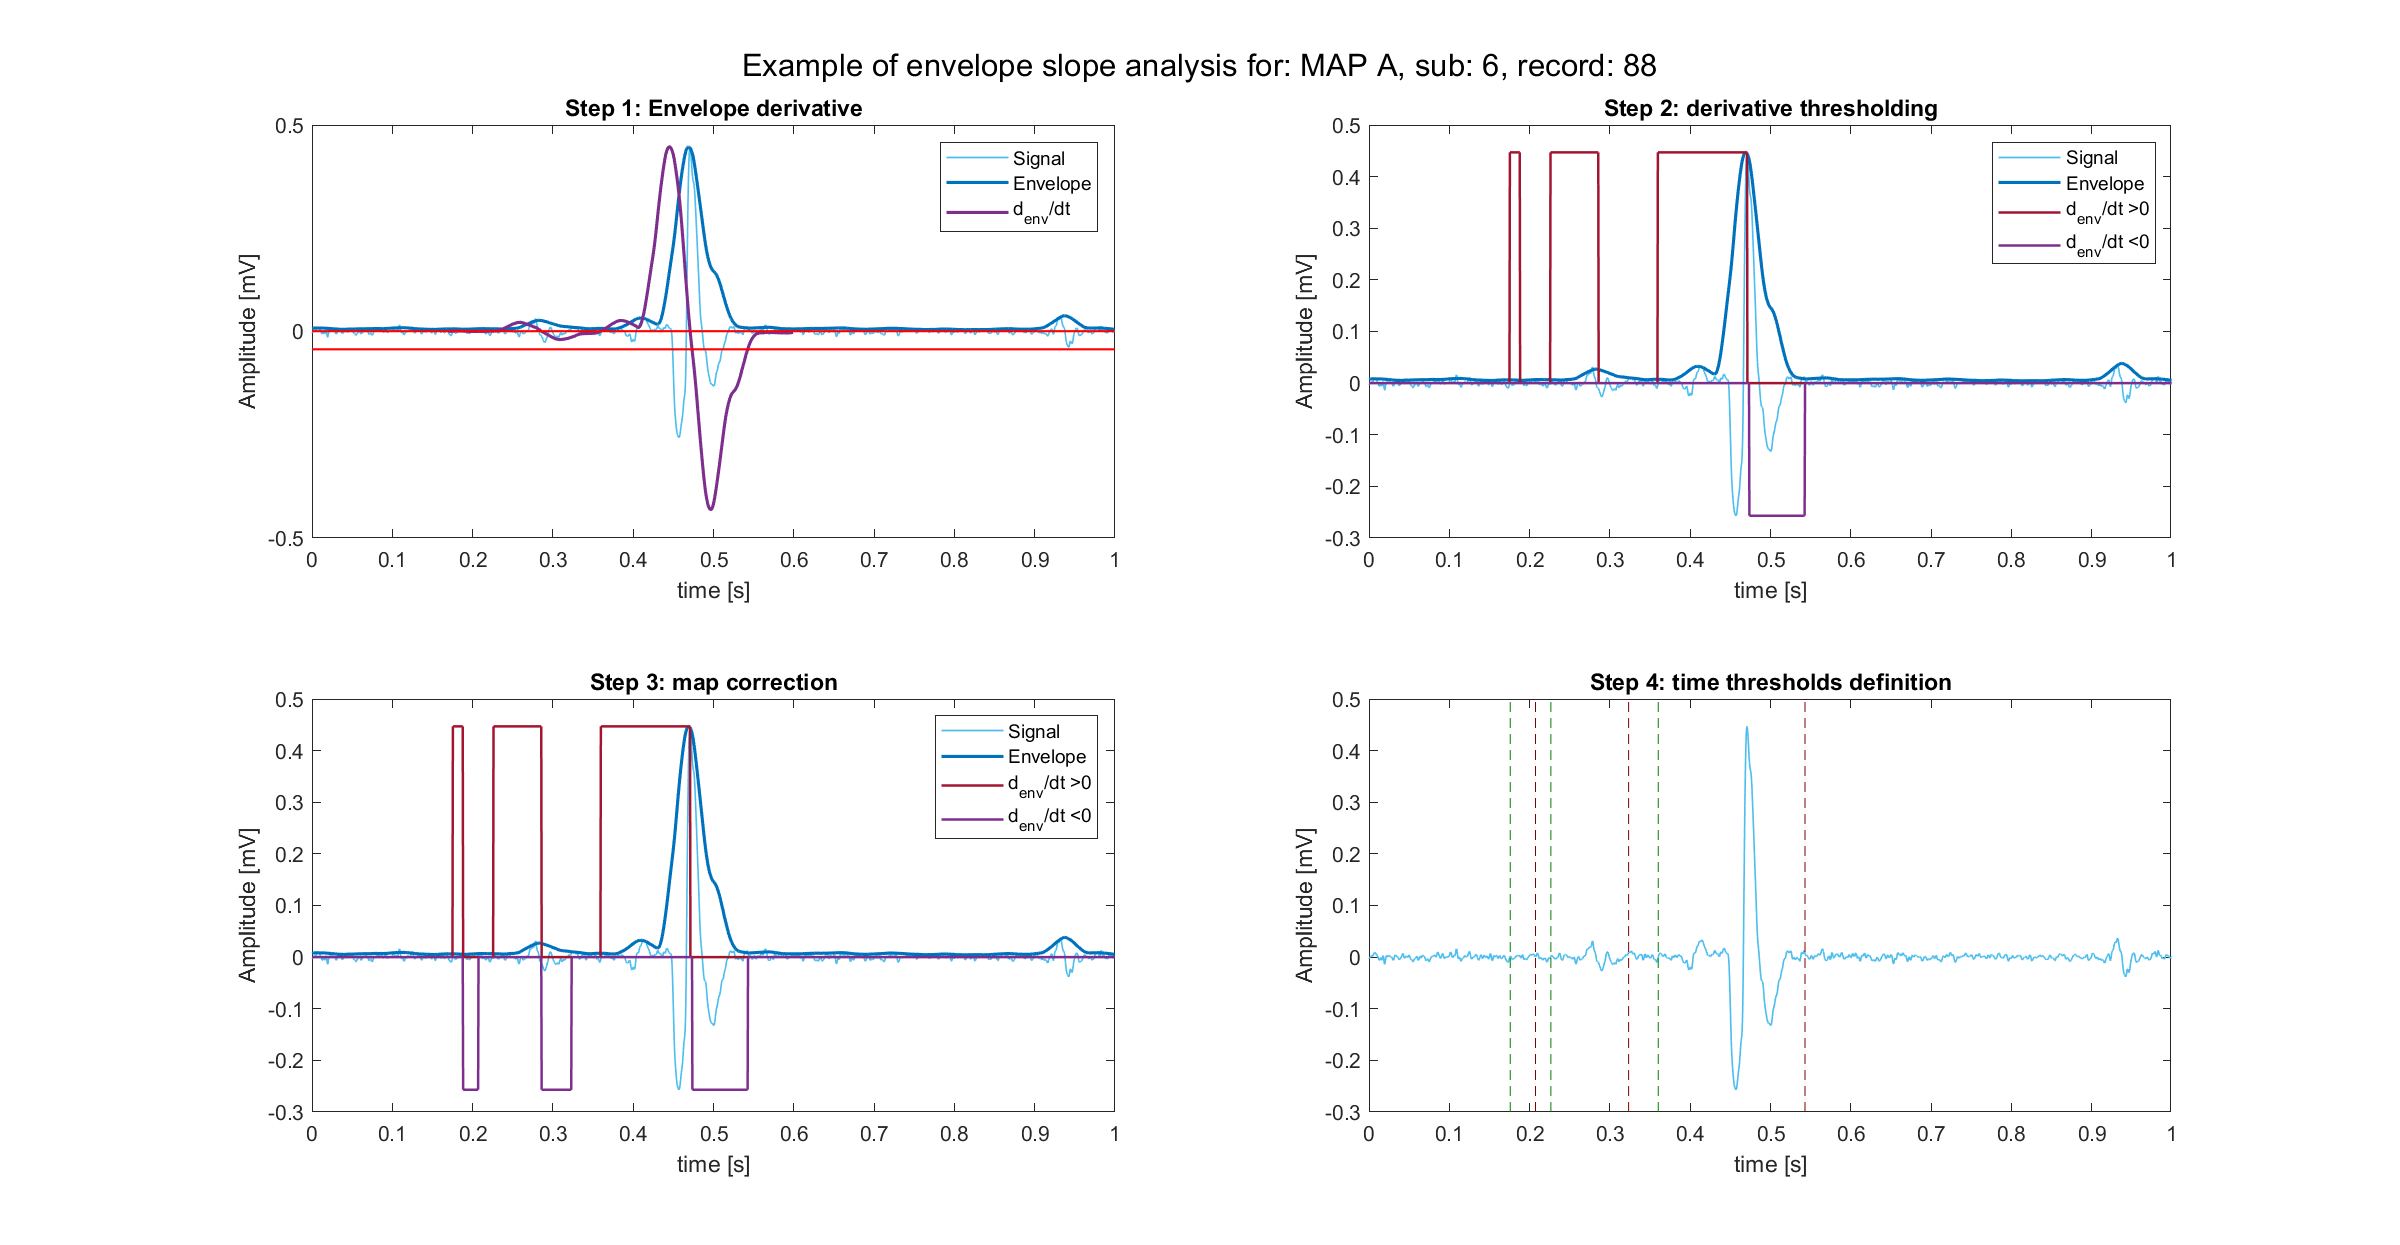 Example of envelope slope analysis for: MAP A, sub: 6, record: 88
Step 1: Envelope derivative
0.5
0
-0.5
Amplitude [mV]
0 0.1 0.2 0.3 0.4 0.5 0.6 0.7 0.8 0.9 1
time [s]
Signal
Envelope
d_env/dt
Step 2: derivative thresholding
0.5
0.4
0.3
0.2
0.1
0
-0.1
-0.2
-0.3
Amplitude [mV]
0 0.1 0.2 0.3 0.4 0.5 0.6 0.7 0.8 0.9 1
time [s]
Signal
Envelope
d_env/dt >0
d_env/dt <0
Step 3: map correction
0.5
0.4
0.3
0.2
0.1
0
-0.1
-0.2
-0.3
Amplitude [mV]
0 0.1 0.2 0.3 0.4 0.5 0.6 0.7 0.8 0.9 1
time [s]
Signal
Envelope
d_env/dt >0
d_env/dt <0
Step 4: time thresholds definition
0.5
0.4
0.3
0.2
0.1
0
-0.1
-0.2
-0.3
Amplitude [mV]
0 0.1 0.2 0.3 0.4 0.5 0.6 0.7 0.8 0.9 1
time [s]